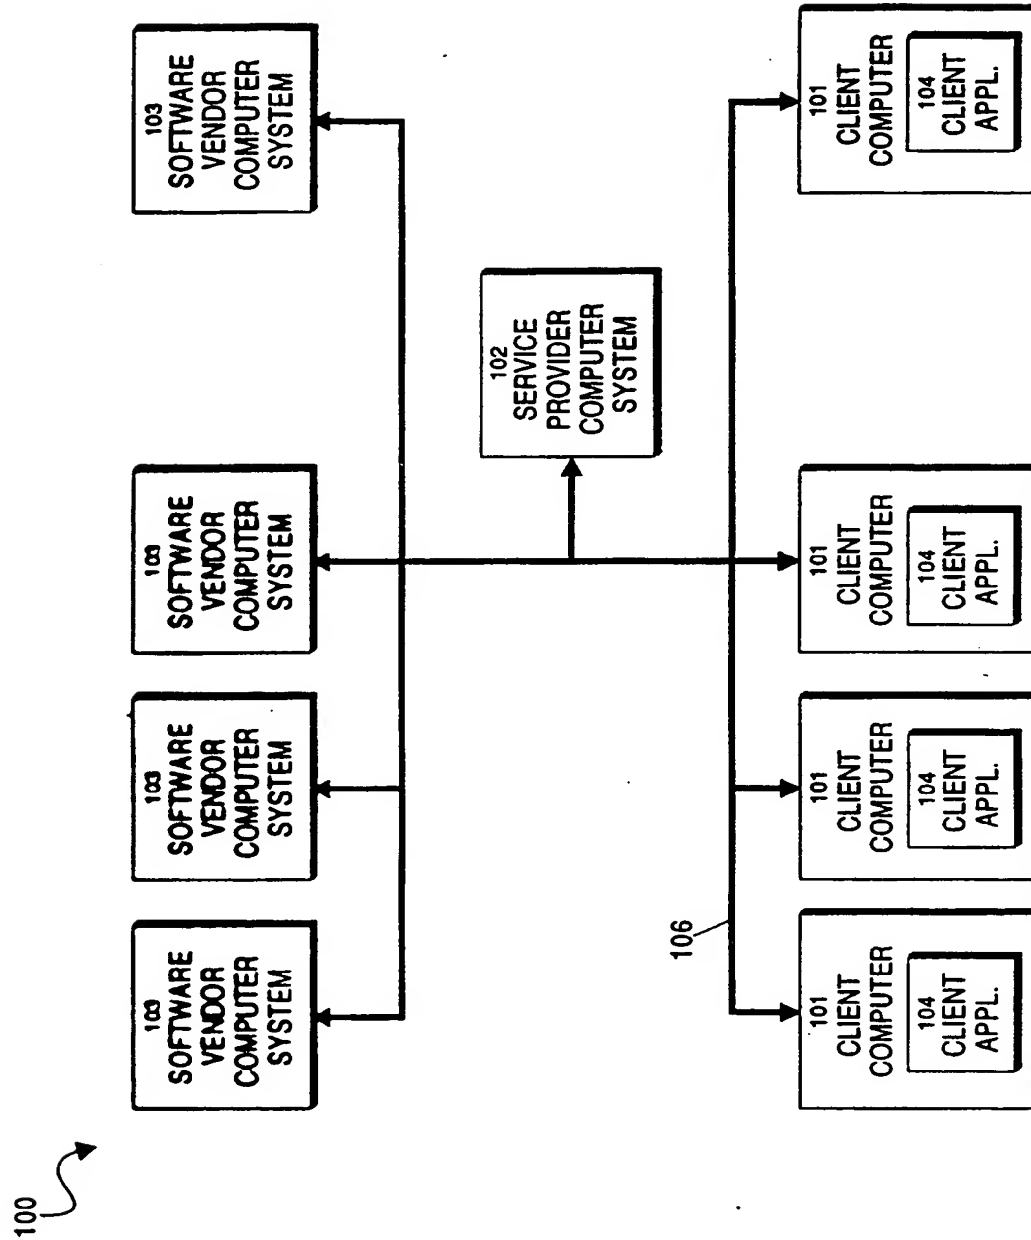 100
103
SOFTWARE
VENDOR
COMPUTER
SYSTEM
103
SOFTWARE
VENDOR
COMPUTER
SYSTEM
103
SOFTWARE
VENDOR
COMPUTER
SYSTEM
103
SOFTWARE
VENDOR
COMPUTER
SYSTEM
102
SERVICE
PROVIDER
COMPUTER
SYSTEM
106
101
CLIENT
COMPUTER
104
CLIENT
APPL.
101
CLIENT
COMPUTER
104
CLIENT
APPL.
101
CLIENT
COMPUTER
104
CLIENT
APPL.
101
CLIENT
COMPUTER
104
CLIENT
APPL.